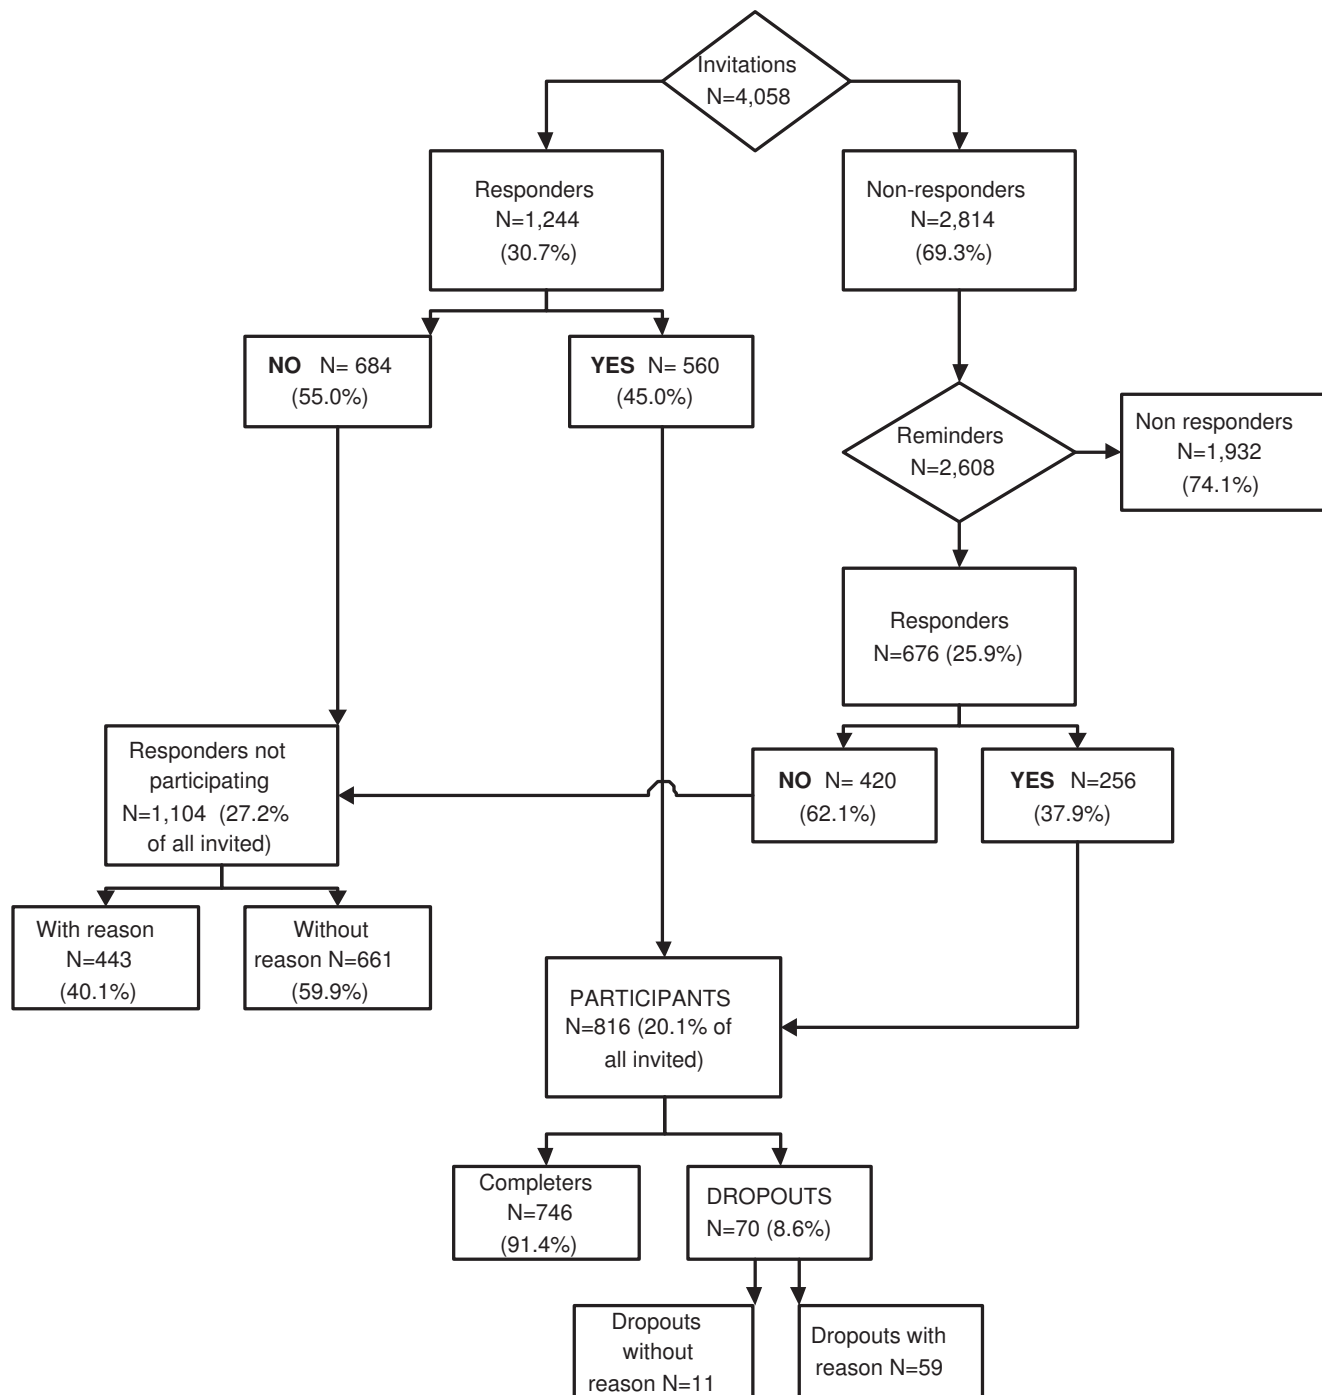 Invitations
N=4,058
Responders
N=1,244
(30.7%)
Non-responders
N=2,814
(69.3%)
NO N= 684
(55.0%)
YES N= 560
(45.0%)
Reminders
N=2,608
Non responders
N=1,932
(74.1%)
Responders
N=676 (25.9%)
Responders not
participating
N=1,104 (27.2%
of all invited)
NO N= 420
(62.1%)
YES N=256
(37.9%)
With reason
N=443
(40.1%)
Without
reason N=661
(59.9%)
PARTICIPANTS
N=816 (20.1% of
all invited)
Completers
N=746
(91.4%)
DROPOUTS
N=70 (8.6%)
Dropouts
without
reason N=11
Dropouts with
reason N=59